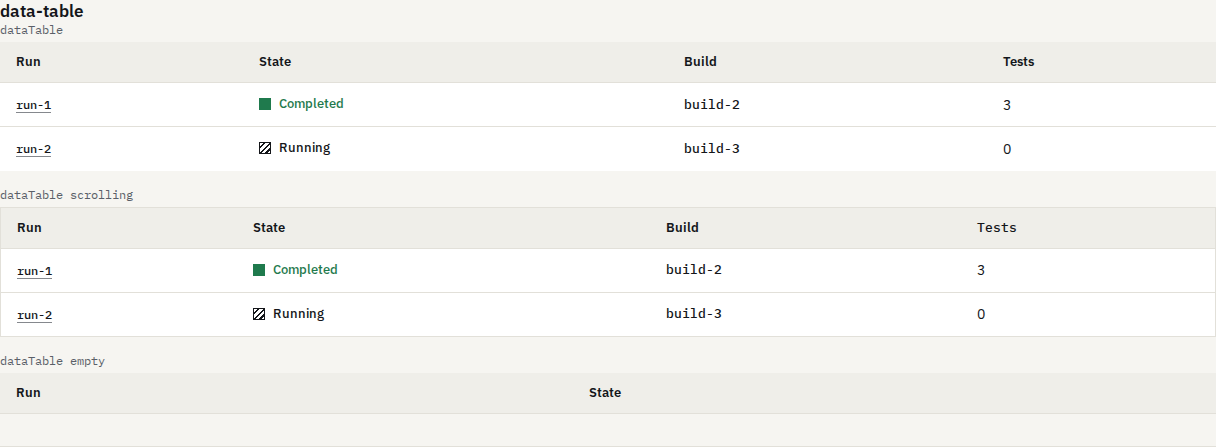 data-table
dataTable
Run State Build Tests
run-1 Completed build-2 3
run-2 Running build-3 0
dataTable scrolling
Run State Build Tests
run-1 Completed build-2 3
run-2 Running build-3 0
dataTable empty
Run State